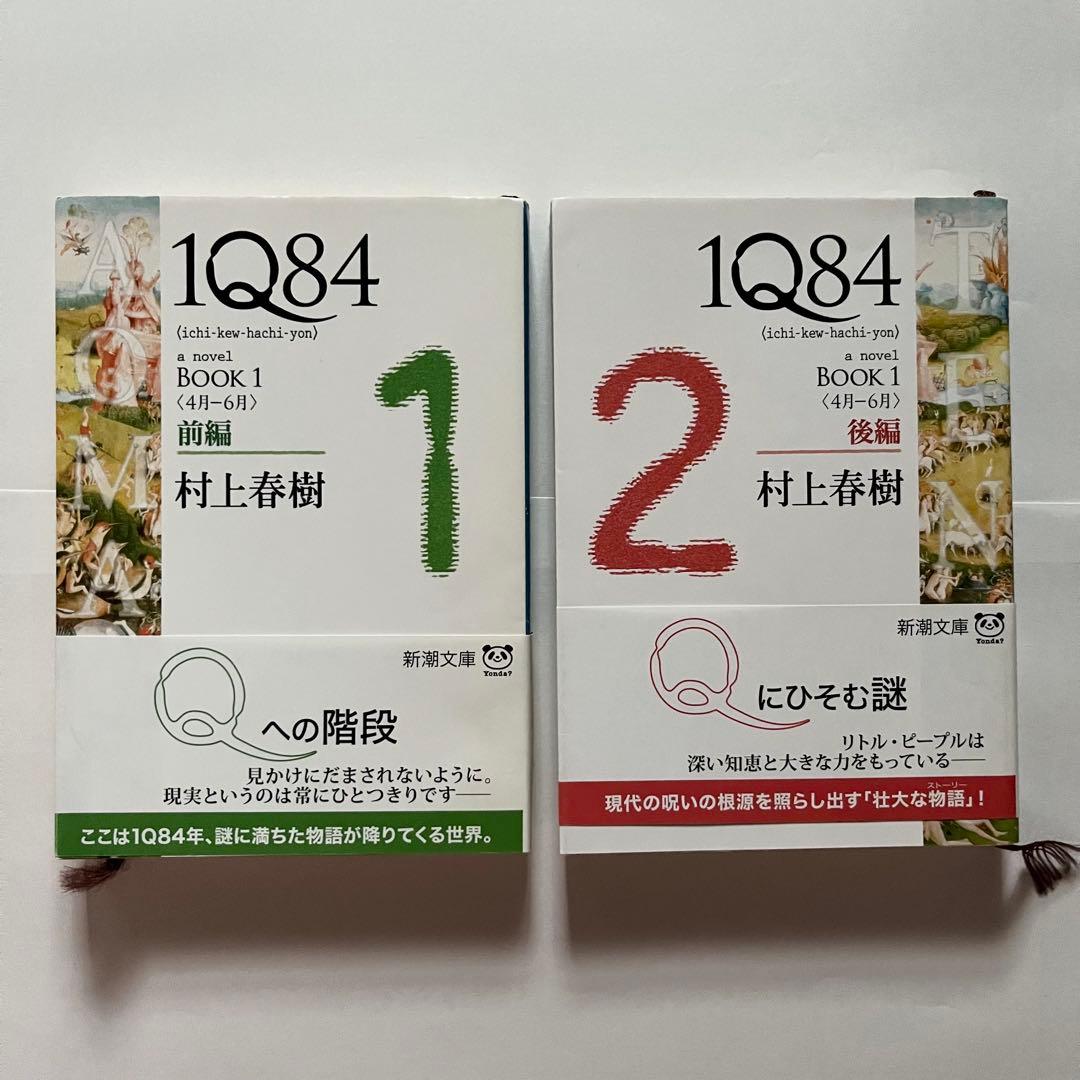 AOMA
1Q84
〈ichi-kew-hachi-yon〉
a novel
BOOK 1
〈4月ー6月〉
前編
村上春樹
1
新潮文庫
Yonda?
Qへの階段
見かけにだまされないように。
現実というのは常にひとつきりです──
ここは1Q84年、謎に満ちた物語が降りてくる世界。
TEN
1Q84
〈ichi-kew-hachi-yon〉
a novel
BOOK 1
〈4月ー6月〉
後編
村上春樹
2
新潮文庫
Yonda?
Qにひそむ謎
リトル・ピープルは
深い知恵と大きな力をもっている──
ストーリー
現代の呪いの根源を照らし出す「壮大な物語」!